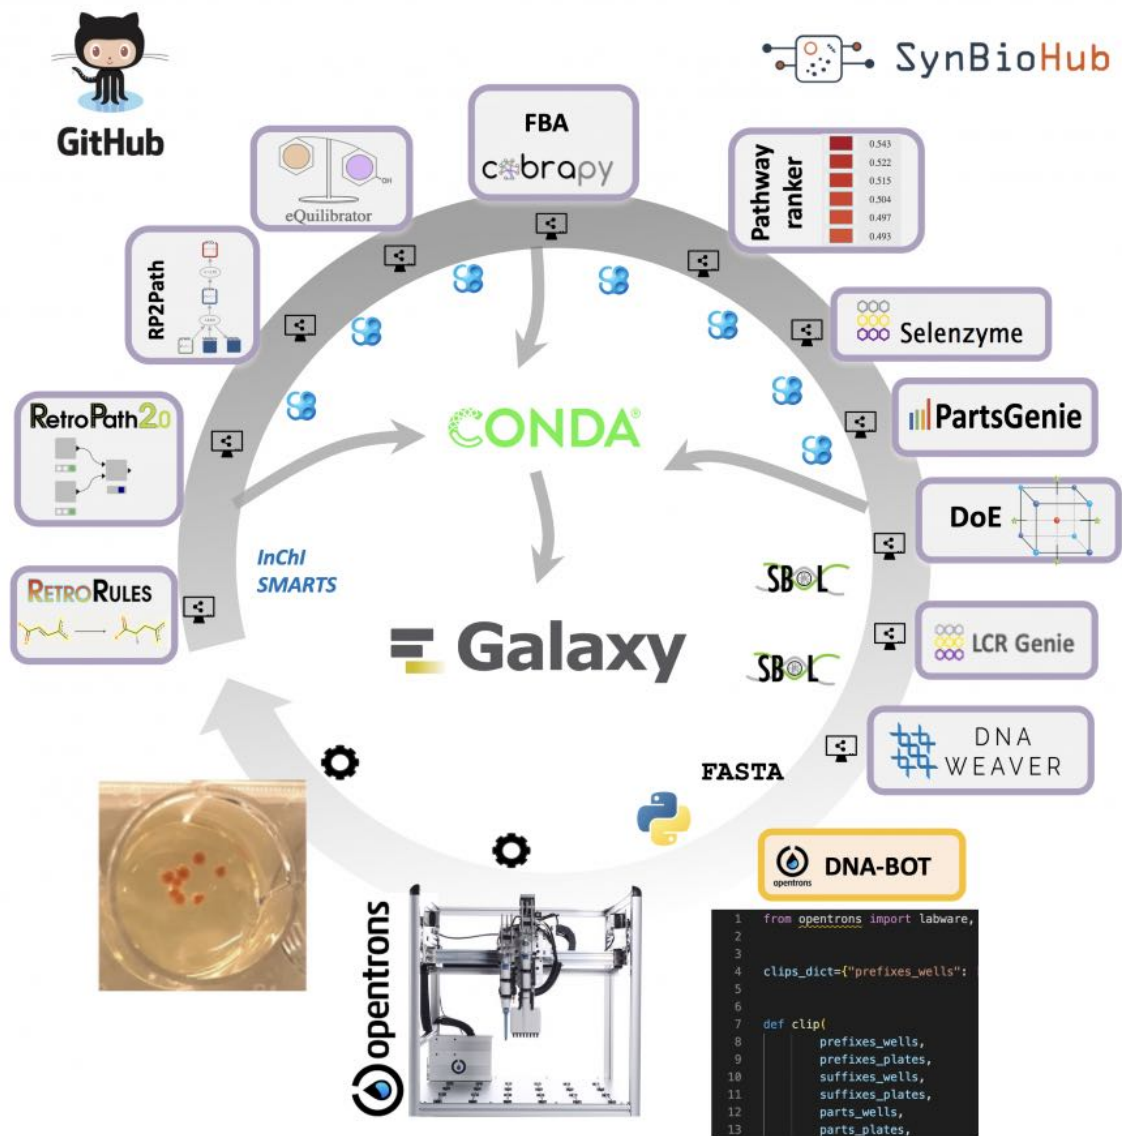 GitHub
SynBioHub
FBA
cobrapy
eQuilibrator
OH
Pathway
ranker
0.543
0.522
0.515
0.504
0.497
0.493
RP2Path
Selenzyme
RetroPath2.0
CONDA®
PartsGenie
DoE
InChI
SMARTS
RETRORULES
SBOL
Galaxy
LCR Genie
SBOL
DNA
WEAVER
FASTA
opentrons
DNA-BOT
opentrons
1 from opentrons import labware,
2
3
4 clips_dict={"prefixes_wells":
5
6
7 def clip(
8 prefixes_wells,
9 prefixes_plates,
10 suffixes_wells,
11 suffixes_plates,
12 parts_wells,
13 parts_plates,